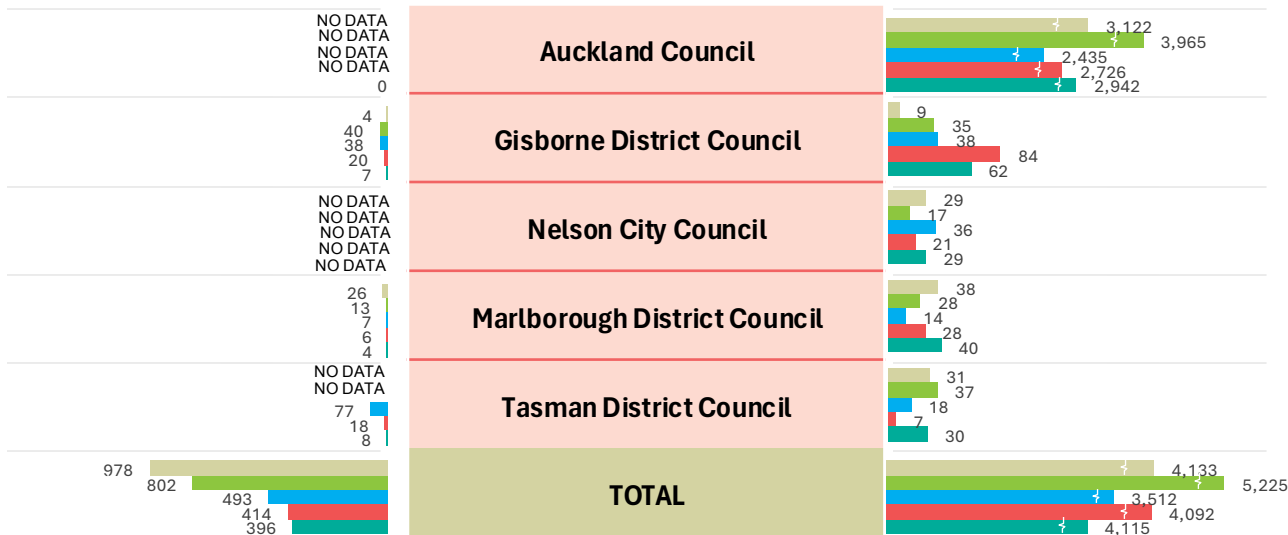 NO DATA
NO DATA
NO DATA
NO DATA
0
Auckland Council
3,122
3,965
2,435
2,726
2,942
4
40
38
20
7
Gisborne District Council
9
35
38
84
62
NO DATA
NO DATA
NO DATA
NO DATA
NO DATA
Nelson City Council
29
17
36
21
29
26
13
7
6
4
Marlborough District Council
38
28
14
28
40
NO DATA
NO DATA
77
18
8
Tasman District Council
31
37
18
7
30
978
802
493
414
396
TOTAL
4,133
5,225
3,512
4,092
4,115